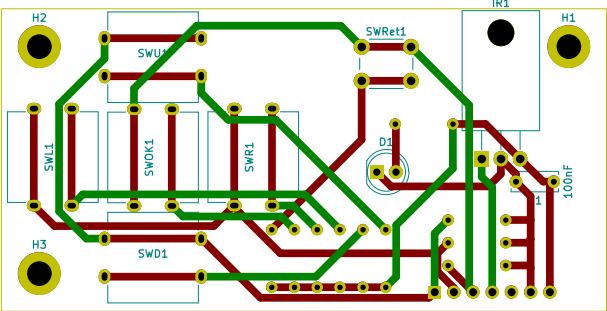 IR1
H2
H1
SWRet1
SWU1
D1
SWL1
SWOK1
SWR1
100nF
1
H3
SWD1